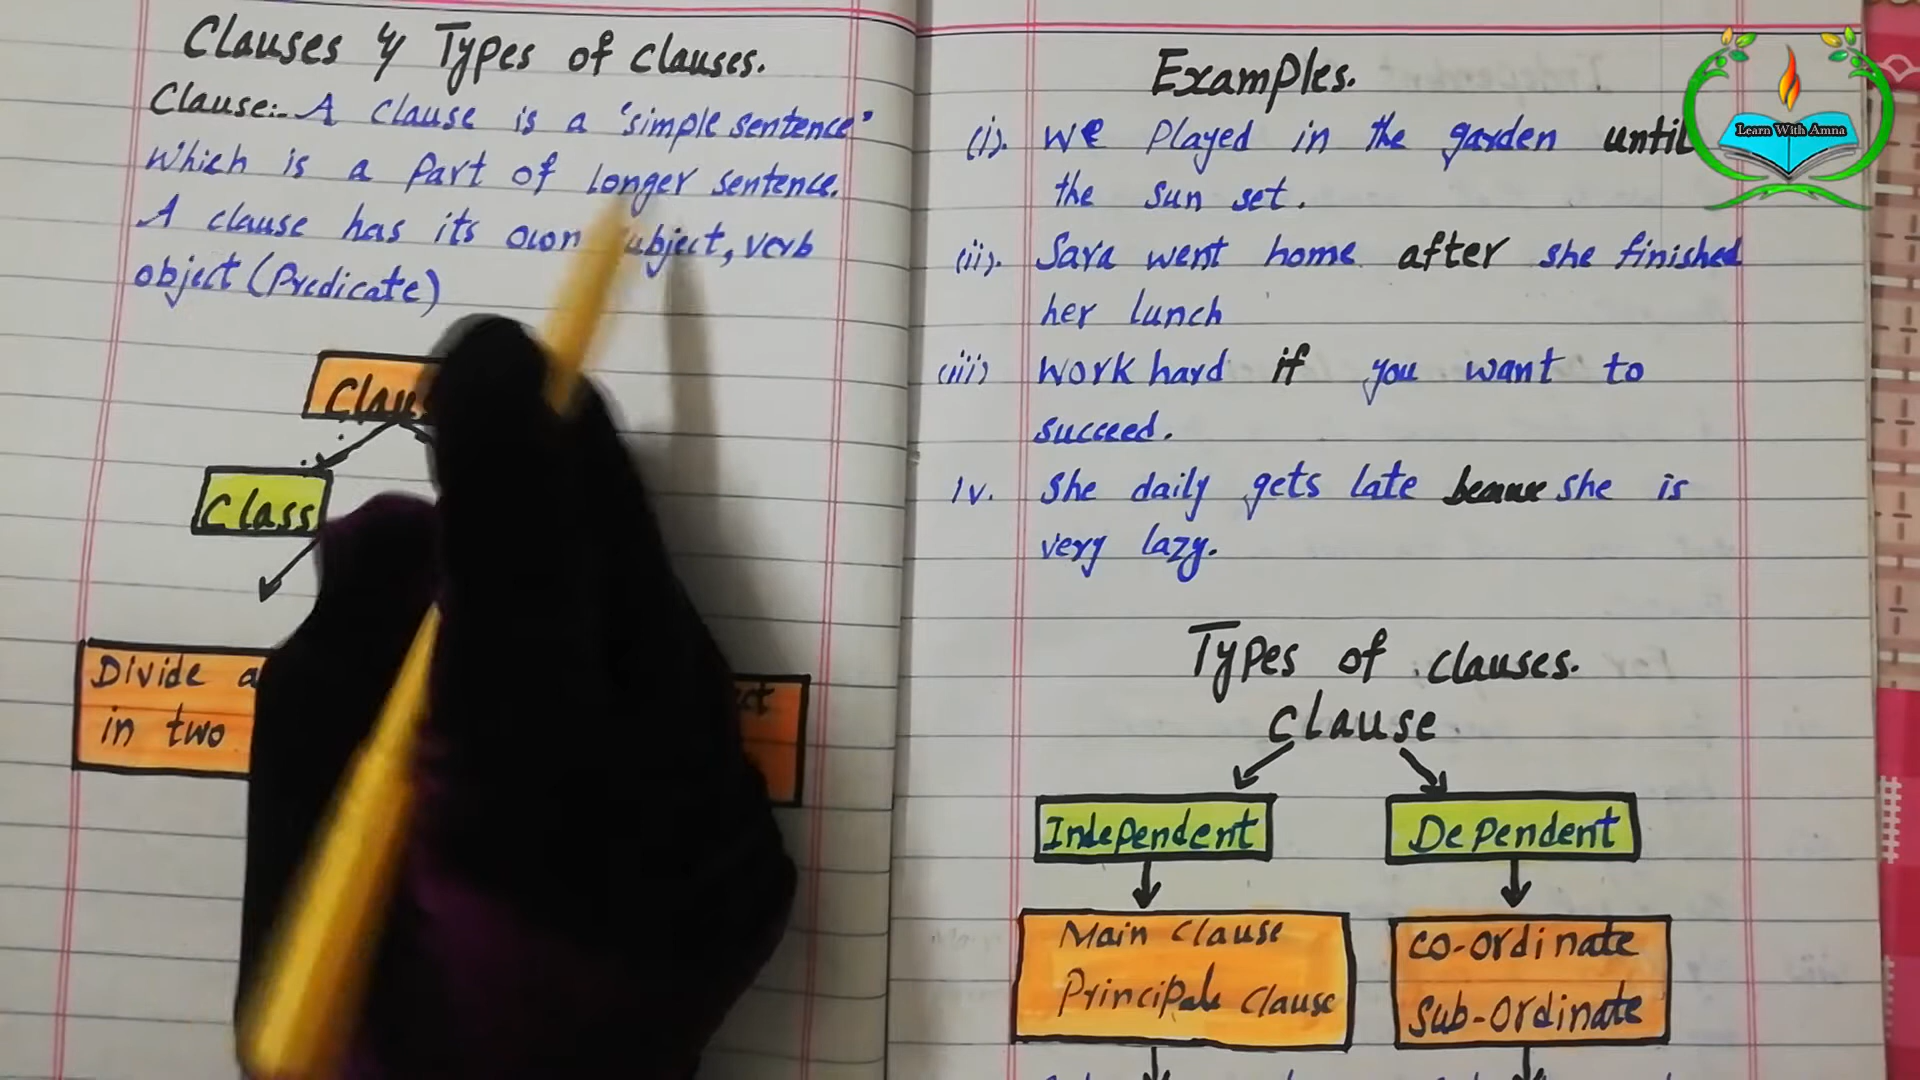 Clauses & Types of clauses.
Clause:- A clause is a 'simple sentence'
which is a part of longer sentence.
A clause has its own subject, verb
object (Predicate)
Class
Divide
in two
Examples.
(i). We played in the garden until
the sun set.
(ii). Sara went home after she finished
her lunch
(iii) Work hard if you want to
succeed.
iv. She daily gets late because she is
very lazy.
Types of clauses.
Clause
Independent
Dependent
Main clause
Principale clause
Co-ordinate
Sub-ordinate
Learn With Amna